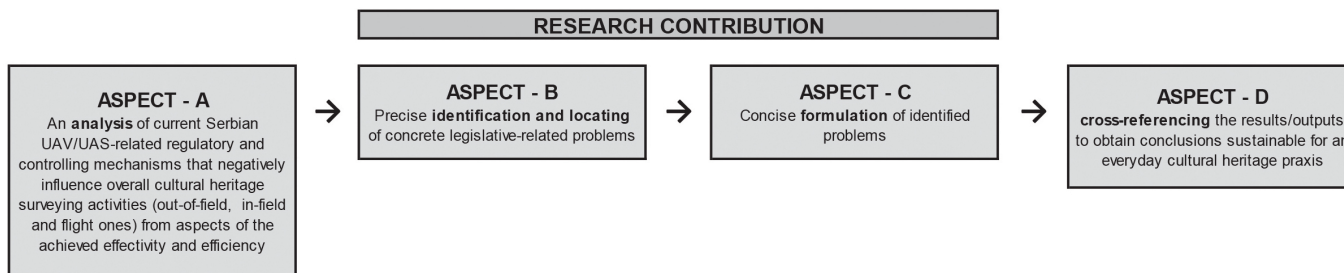 RESEARCH CONTRIBUTION
ASPECT - A
An analysis of current Serbian
UAV/UAS-related regulatory and
controlling mechanisms that negatively
influence overall cultural heritage
surveying activities (out-of-field, in-field
and flight ones) from aspects of the
achieved effectivity and efficiency
ASPECT - B
Precise identification and locating
of concrete legislative-related problems
ASPECT - C
Concise formulation of identified
problems
ASPECT - D
cross-referencing the results/outputs
to obtain conclusions sustainable for
everyday cultural heritage praxis